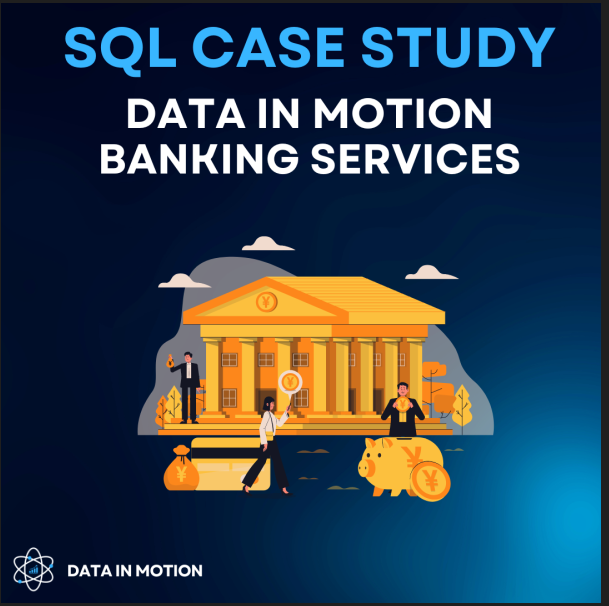 SQL CASE STUDY
DATA IN MOTION
BANKING SERVICES
¥
¥
¥
¥
¥
¥
DATA IN MOTION